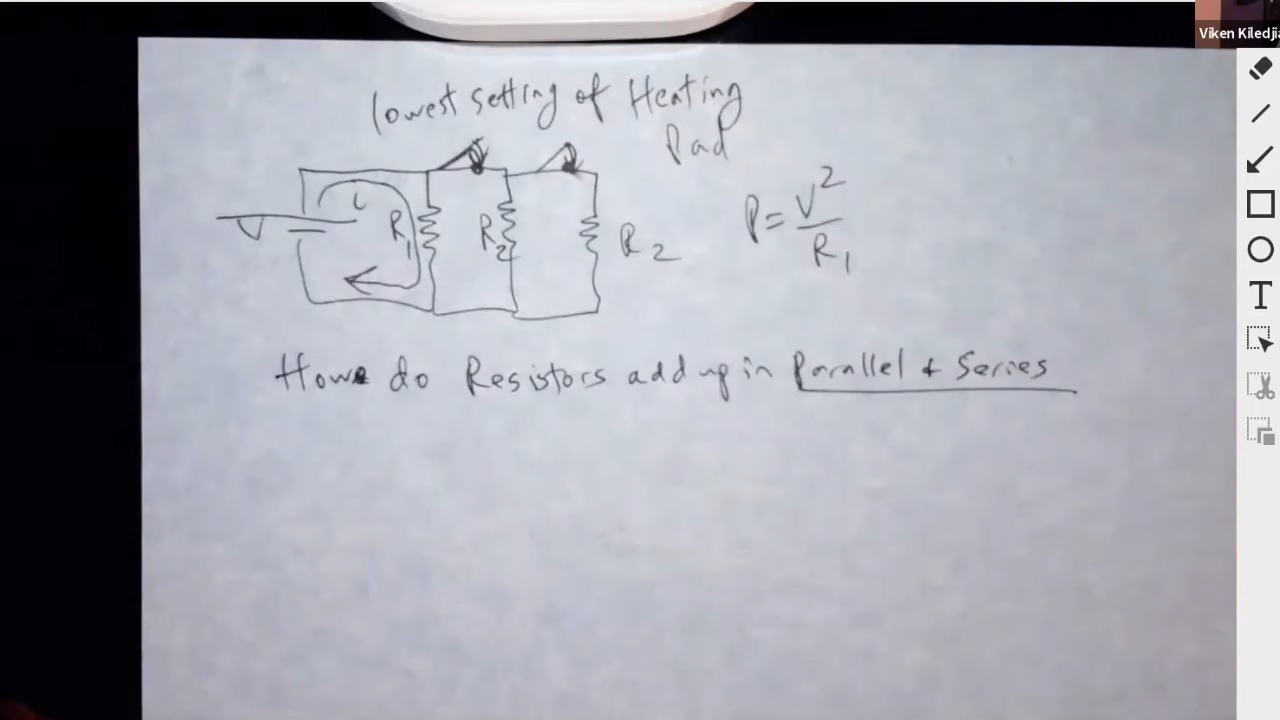 Viken Kiledji
lowest setting of Heating
Pad
V
i
R1
R2
R2
P = V²/R1
How do Resistors add up in Parallel + Series
T